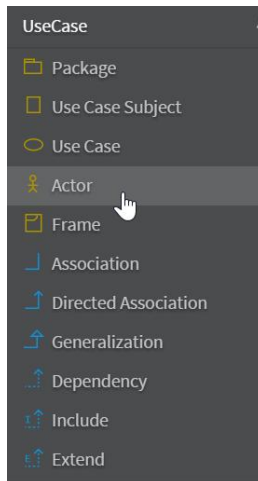 UseCase
Package
Use Case Subject
Use Case
Actor
Frame
Association
Directed Association
Generalization
Dependency
I Include
E Extend